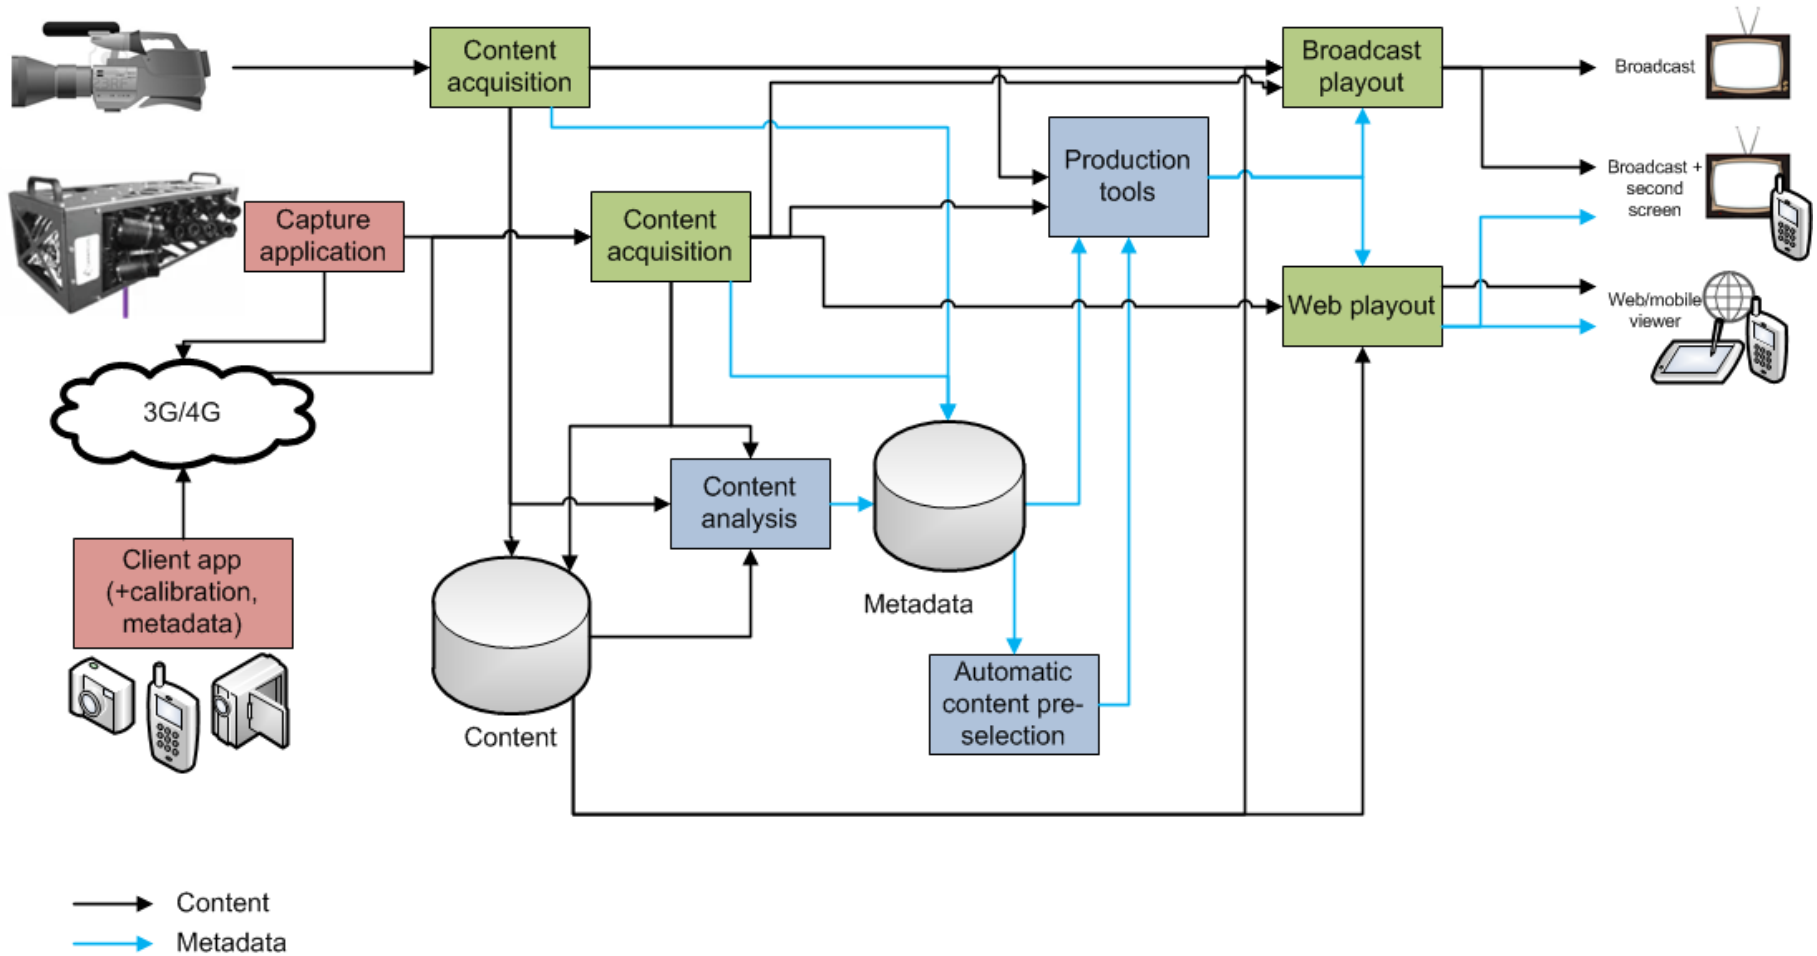 Content
acquisition
Broadcast
playout
Broadcast
Production
tools
Broadcast +
second
screen
Capture
application
Content
acquisition
Web playout
Web/mobile
viewer
3G/4G
Content
analysis
Client app
(+calibration,
metadata)
Metadata
Automatic
content pre-
selection
Content
Content
Metadata